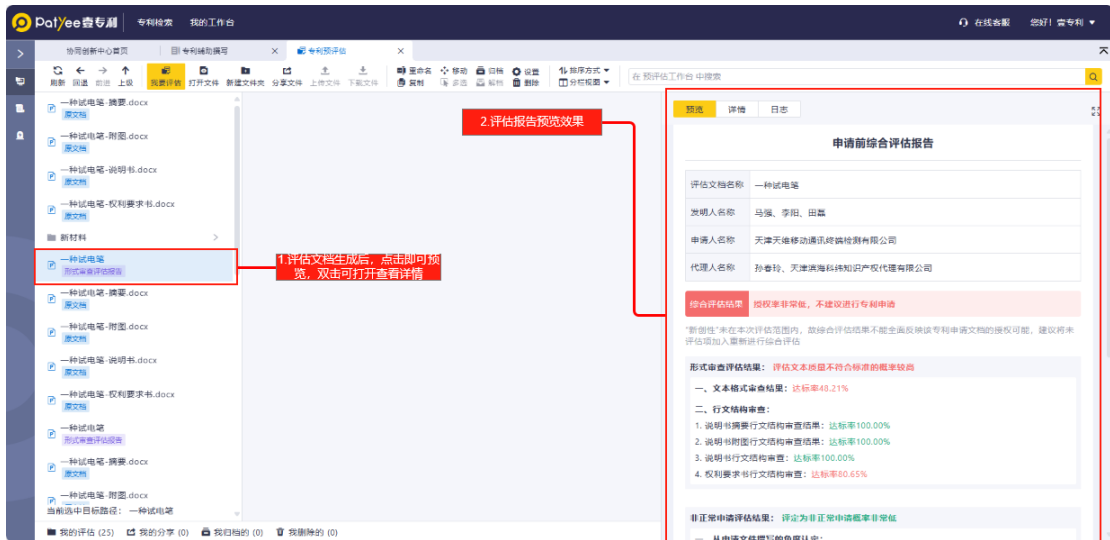 Patyee壹专利 专利检索 我的工作台 在线客服 您好！壹专利
协同创新中心首页 专利辅助撰写 × 专利预评估 ×
刷新 回退 前进 上级 我要评估 打开文件 新建文件夹 分享文件 上传文件 下载文件 重命名 移动 归档 设置 排序方式
复制 多选 解档 删除 分栏视图
在 预评估工作台 中搜索
一种试电笔-摘要.docx
原文档
一种试电笔-附图.docx
原文档
一种试电笔-说明书.docx
原文档
一种试电笔-权利要求书.docx
原文档
新材料
一种试电笔
形式审查评估报告
一种试电笔-摘要.docx
原文档
一种试电笔-附图.docx
原文档
一种试电笔-说明书.docx
原文档
一种试电笔-权利要求书.docx
原文档
一种试电笔
形式审查评估报告
一种试电笔-摘要.docx
原文档
一种试电笔-附图.docx
原文档
当前选中目标路径： 一种试电笔
我的评估 (25) 我的分享 (0) 我归档的 (0) 我删除的 (0)
1.评估文档生成后，点击即可预
览，双击可打开查看详情
2.评估报告预览效果
预览 详情 日志
申请前综合评估报告
评估文档名称 一种试电笔
发明人名称 马强、李阳、田磊
申请人名称 天津天维移动通讯终端检测有限公司
代理人名称 孙春玲、天津滨海科纬知识产权代理有限公司
综合评估结果 授权率非常低，不建议进行专利申请
"新创性"未在本次评估范围内，故综合评估结果不能全面反映该专利申请文档的授权可能，建议将未
评估项加入重新进行综合评估
形式审查评估结果： 评估文本质量不符合标准的概率较高
一、文本格式审查结果：达标率48.21%
二、行文结构审查：
1. 说明书摘要行文结构审查结果：达标率100.00%
2. 说明书附图行文结构审查结果：达标率100.00%
3. 说明书行文结构审查：达标率100.00%
4. 权利要求书行文结构审查：达标率80.65%
非正常申请评估结果： 评定为非正常申请概率非常低
一、从申请文件撰写的角度认定：